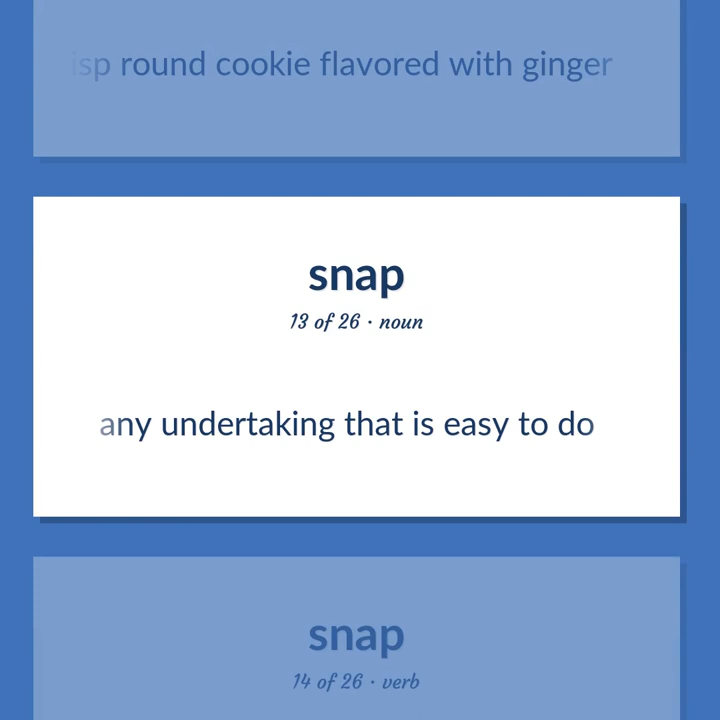 isp round cookie flavored with ginger
snap
13 of 26 · noun
any undertaking that is easy to do
snap
14 of 26 · verb